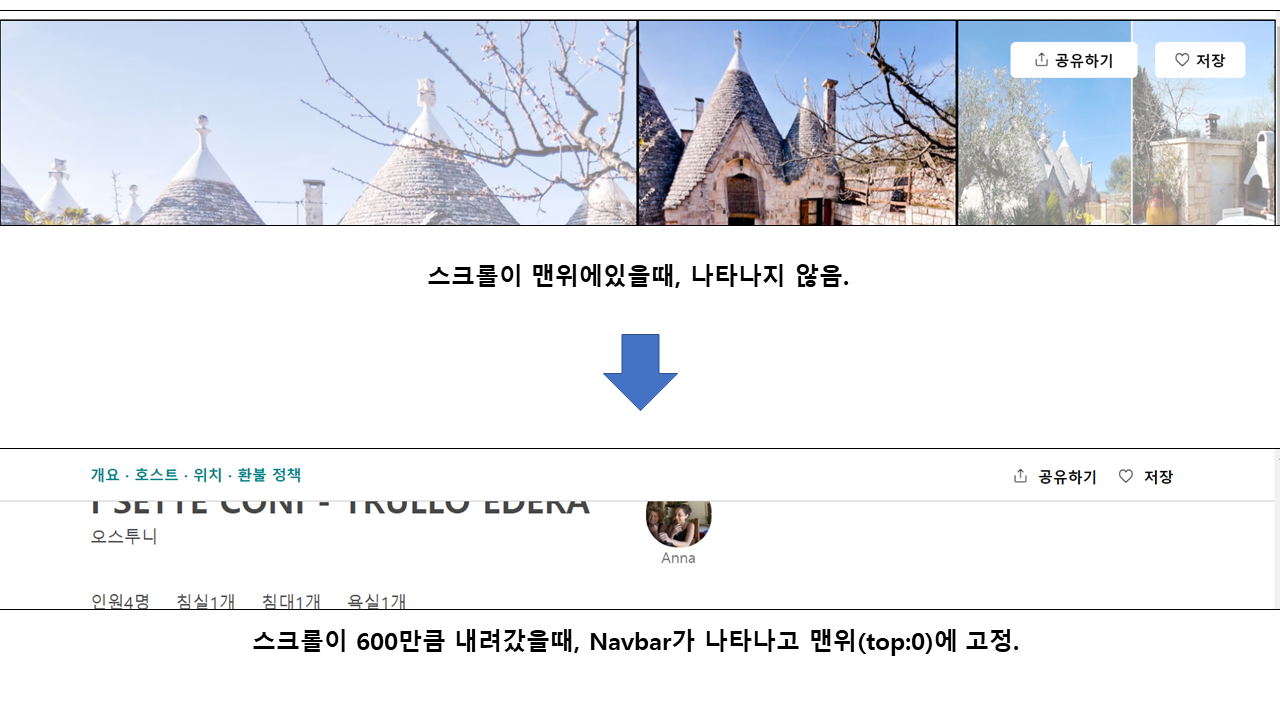 공유하기 저장
스크롤이 맨위에있을때, 나타나지 않음.
개요 · 호스트 · 위치 · 환불 정책 공유하기 저장
I SETTE CONI - TRULLO EDERA
오스투니
Anna
인원4명 침실1개 침대1개 욕실1개
스크롤이 600만큼 내려갔을때, Navbar가 나타나고 맨위(top:0)에 고정.